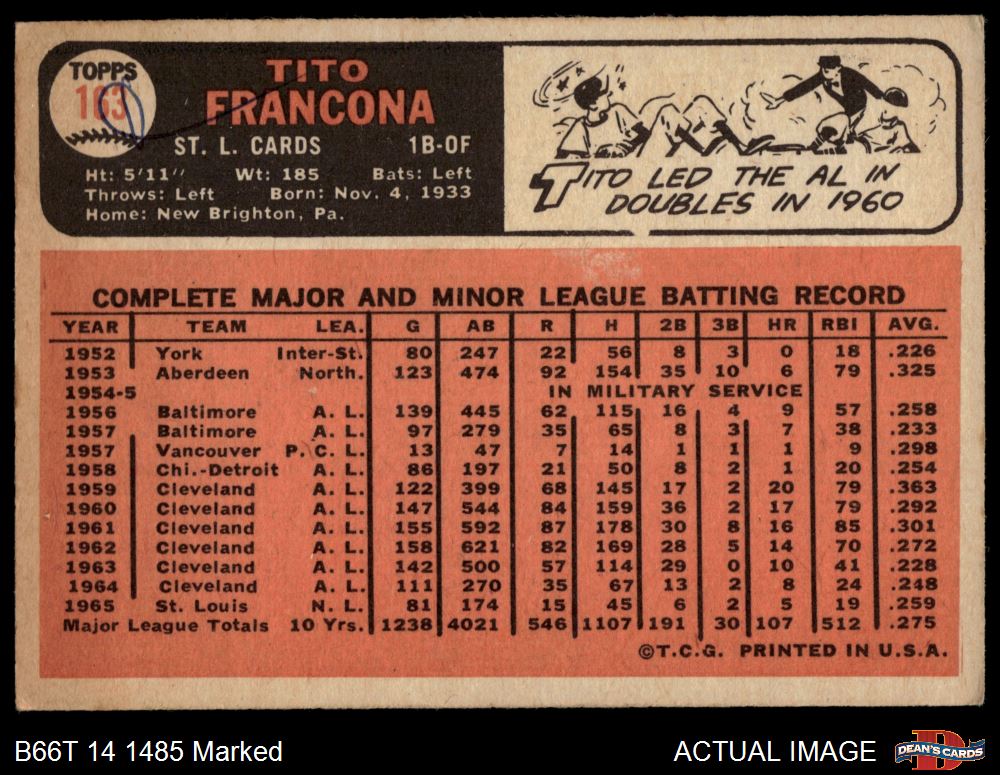 TOPPS
163
TITO
FRANCONA
ST. L. CARDS 1B-OF
Ht: 5'11" Wt: 185 Bats: Left
Throws: Left Born: Nov. 4, 1933
Home: New Brighton, Pa.
TITO LED THE AL IN
DOUBLES IN 1960
COMPLETE MAJOR AND MINOR LEAGUE BATTING RECORD
YEAR TEAM LEA. G AB R H 2B 3B HR RBI AVG.
1952 York Inter-St. 80 247 22 56 8 3 0 18 .226
1953 Aberdeen North. 123 474 92 154 35 10 6 79 .325
1954-5 IN MILITARY SERVICE
1956 Baltimore A. L. 139 445 62 115 16 4 9 57 .258
1957 Baltimore A. L. 97 279 35 65 8 3 7 38 .233
1957 Vancouver P. C. L. 13 47 7 14 1 1 1 9 .298
1958 Chi.-Detroit A. L. 86 197 21 50 8 2 1 20 .254
1959 Cleveland A. L. 122 399 68 145 17 2 20 79 .363
1960 Cleveland A. L. 147 544 84 159 36 2 17 79 .292
1961 Cleveland A. L. 155 592 87 178 30 8 16 85 .301
1962 Cleveland A. L. 158 621 82 169 28 5 14 70 .272
1963 Cleveland A. L. 142 500 57 114 29 0 10 41 .228
1964 Cleveland A. L. 111 270 35 67 13 2 8 24 .248
1965 St. Louis N. L. 81 174 15 45 6 2 5 19 .259
Major League Totals 10 Yrs. 1238 4021 546 1107 191 30 107 512 .275
©T.C.G. PRINTED IN U.S.A.
B66T 14 1485 Marked
ACTUAL IMAGE
DEAN'S CARDS